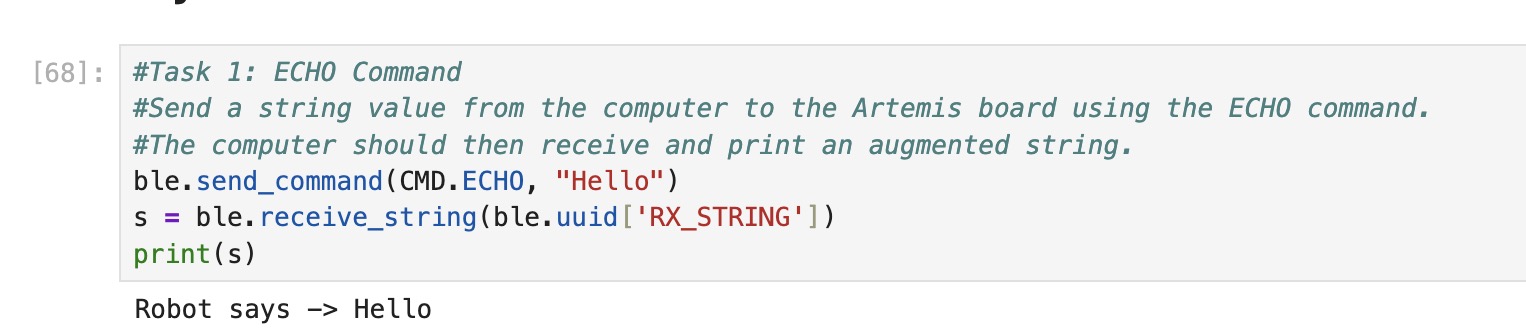 [68]:
#Task 1: ECHO Command
#Send a string value from the computer to the Artemis board using the ECHO command.
#The computer should then receive and print an augmented string.
ble.send_command(CMD.ECHO, "Hello")
s = ble.receive_string(ble.uuid['RX_STRING'])
print(s)
Robot says -> Hello